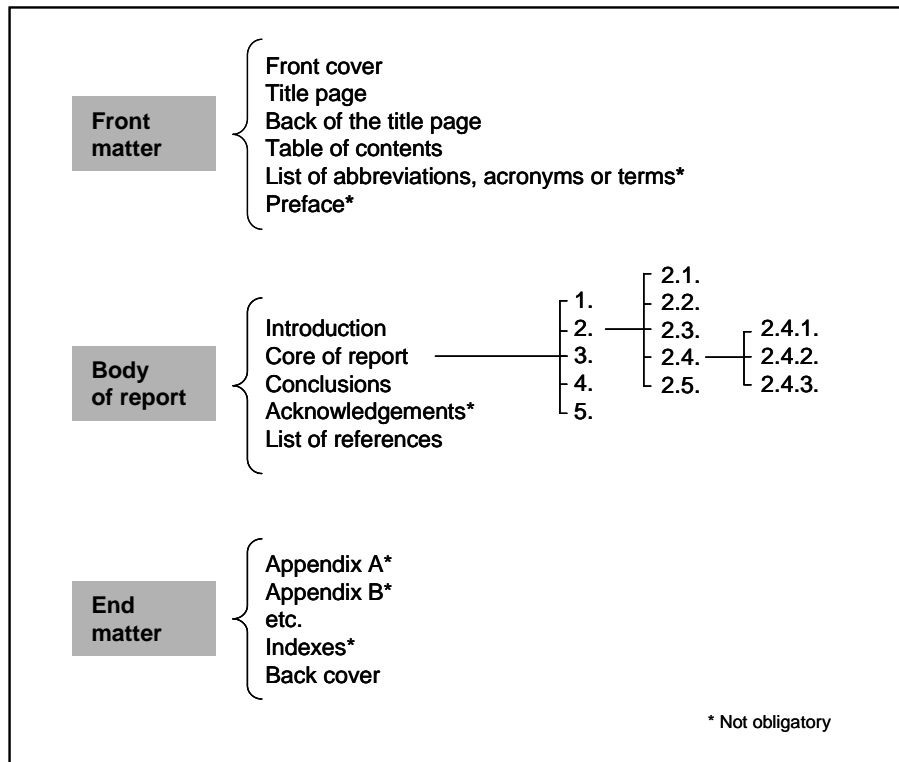 Front
matter
Front cover
Title page
Back of the title page
Table of contents
List of abbreviations, acronyms or terms*
Preface*
Body
of report
Introduction
Core of report
Conclusions
Acknowledgements*
List of references
1.
2.
3.
4.
5.
2.1.
2.2.
2.3.
2.4.
2.5.
2.4.1.
2.4.2.
2.4.3.
End
matter
Appendix A*
Appendix B*
etc.
Indexes*
Back cover
* Not obligatory